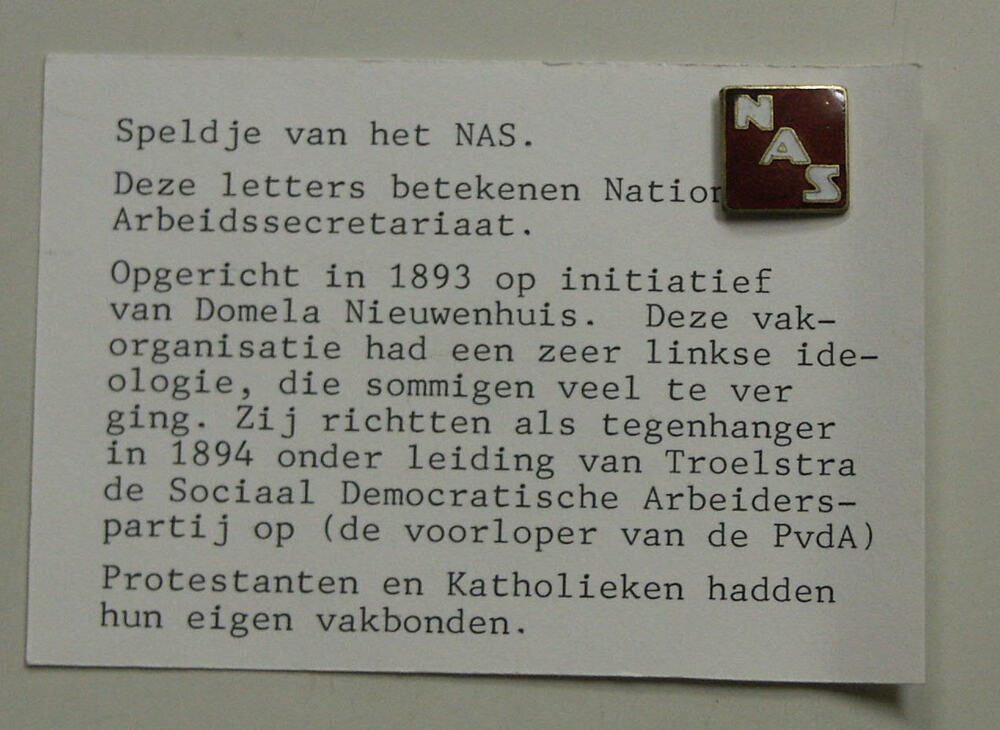 Speldje van het NAS.
Deze letters betekenen Nation
Arbeidssecretariaat.
Opgericht in 1893 op initiatief
van Domela Nieuwenhuis. Deze vak-
organisatie had een zeer linkse ide-
ologie, die sommigen veel te ver
ging. Zij richtten als tegenhanger
in 1894 onder leiding van Troelstra
de Sociaal Democratische Arbeiders-
partij op (de voorloper van de PvdA)
Protestanten en Katholieken hadden
hun eigen vakbonden.
NAS